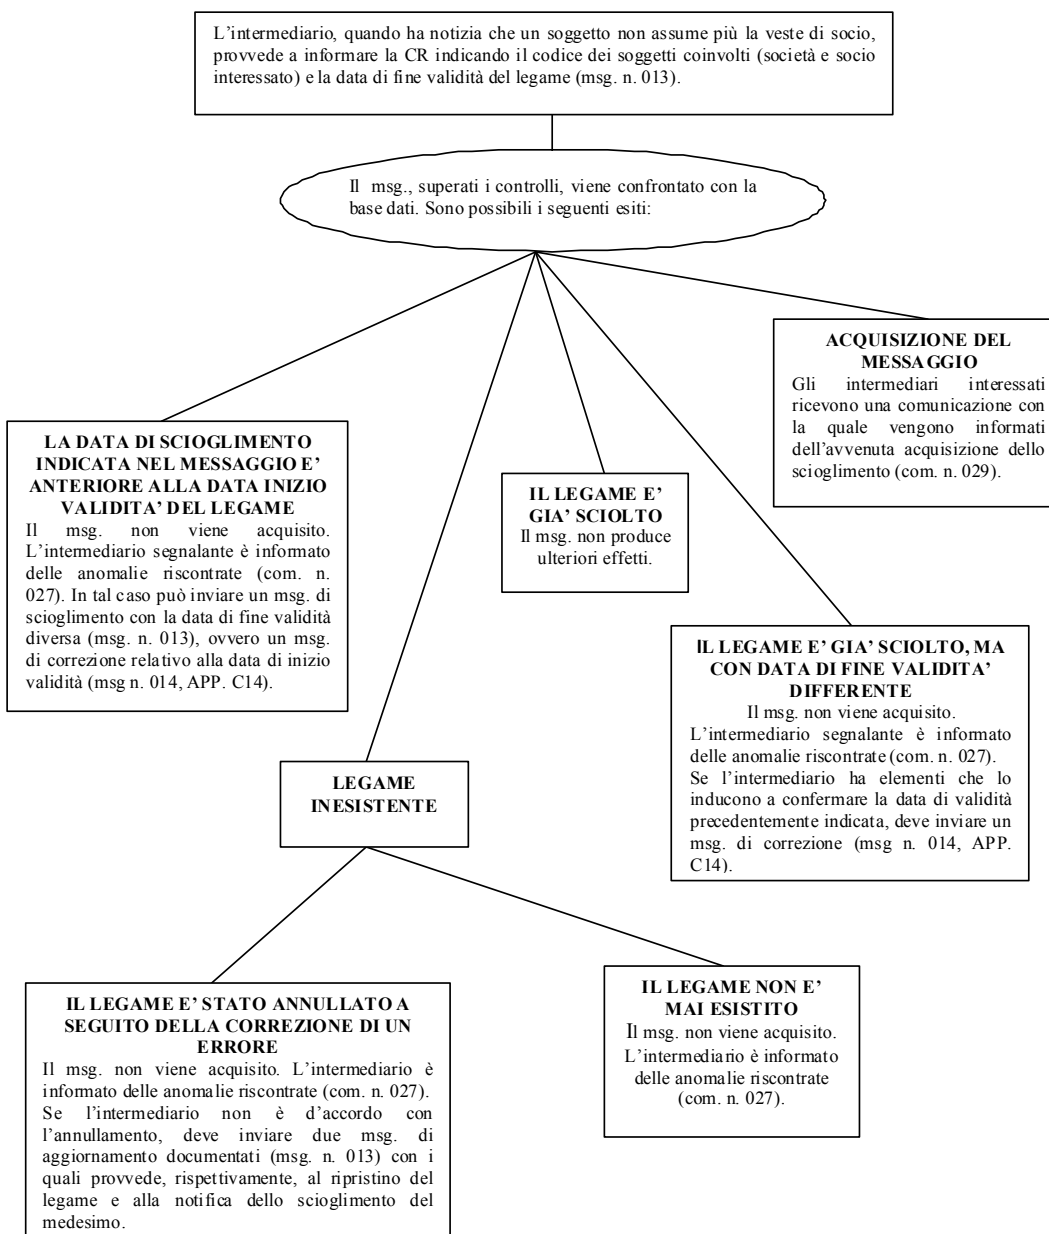 L'intermediario, quando ha notizia che un soggetto non assume più la veste di socio,
provvede a informare la CR indicando il codice dei soggetti coinvolti (società e socio
interessato) e la data di fine validità del legame (msg. n. 013).
Il msg., superati i controlli, viene confrontato con la
base dati. Sono possibili i seguenti esiti:
ACQUISIZIONE DEL
MESSAGGIO
Gli intermediari interessati
ricevono una comunicazione con
la quale vengono informati
dell'avvenuta acquisizione dello
scioglimento (com. n. 029).
LA DATA DI SCIOGLIMENTO
INDICATA NEL MESSAGGIO E'
ANTERIORE ALLA DATA INIZIO
VALIDITA' DEL LEGAME
Il msg. non viene acquisito.
L'intermediario segnalante è informato
delle anomalie riscontrate (com. n.
027). In tal caso può inviare un msg. di
scioglimento con la data di fine validità
diversa (msg. n. 013), ovvero un msg.
di correzione relativo alla data di inizio
validità (msg n. 014, APP. C14).
IL LEGAME E'
GIA' SCIOLTO
Il msg. non produce
ulteriori effetti.
IL LEGAME E' GIA' SCIOLTO, MA
CON DATA DI FINE VALIDITA'
DIFFERENTE
Il msg. non viene acquisito.
L'intermediario segnalante è informato
delle anomalie riscontrate (com. n. 027).
Se l'intermediario ha elementi che lo
inducono a confermare la data di validità
precedentemente indicata, deve inviare un
msg. di correzione (msg n. 014, APP.
C14).
LEGAME
INESISTENTE
IL LEGAME E' STATO ANNULLATO A
SEGUITO DELLA CORREZIONE DI UN
ERRORE
Il msg. non viene acquisito. L'intermediario è
informato delle anomalie riscontrate (com. n. 027).
Se l'intermediario non è d'accordo con
l'annullamento, deve inviare due msg. di
aggiornamento documentati (msg. n. 013) con i
quali provvede, rispettivamente, al ripristino del
legame e alla notifica dello scioglimento del
medesimo.
IL LEGAME NON E'
MAI ESISTITO
Il msg. non viene acquisito.
L'intermediario è informato
delle anomalie riscontrate
(com. n. 027).